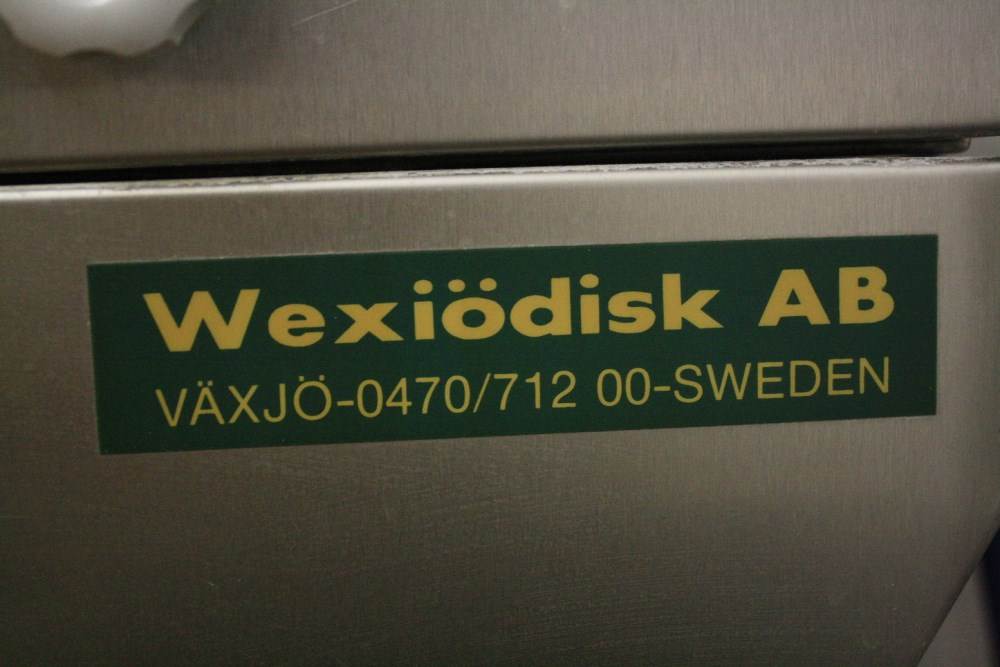 Wexiödisk AB
VÄXJÖ-0470/712 00-SWEDEN